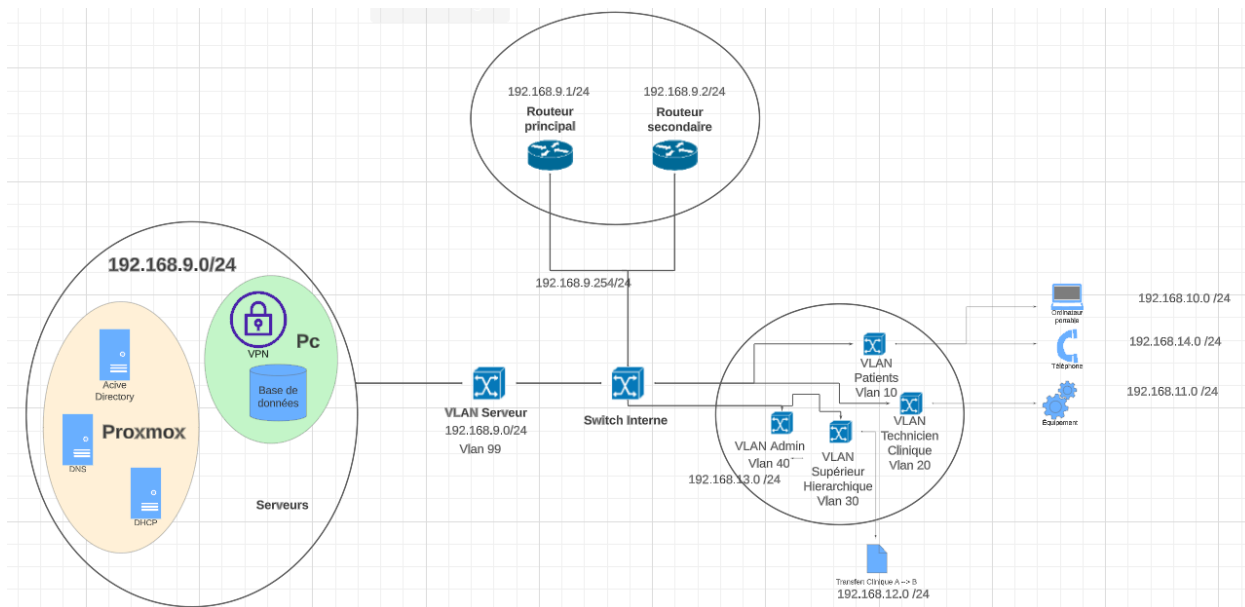 192.168.9.1/24
192.168.9.2/24
Routeur
principal
Routeur
secondaire
192.168.9.254/24
192.168.9.0/24
VPN
Pc
Base de
données
Acive
Directory
Proxmox
DNS
DHCP
Serveurs
VLAN Serveur
192.168.9.0/24
Vlan 99
Switch Interne
VLAN
Patients
Vlan 10
VLAN
Technicien
Clinique
Vlan 20
VLAN Admin
Vlan 40
192.168.13.0 /24
VLAN
Supérieur
Hierarchique
Vlan 30
Ordinateur
portable
192.168.10.0 /24
Téléphone
192.168.14.0 /24
Équipement
192.168.11.0 /24
Transfert Clinique A --> B
192.168.12.0 /24